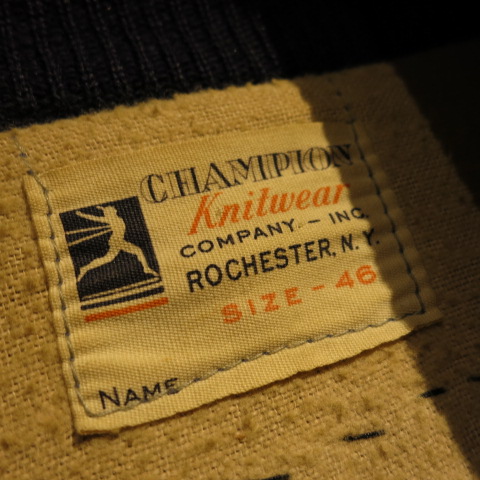 CHAMPION
Knitwear
COMPANY. - INC.
ROCHESTER, N.Y.
SIZE - 46
NAME